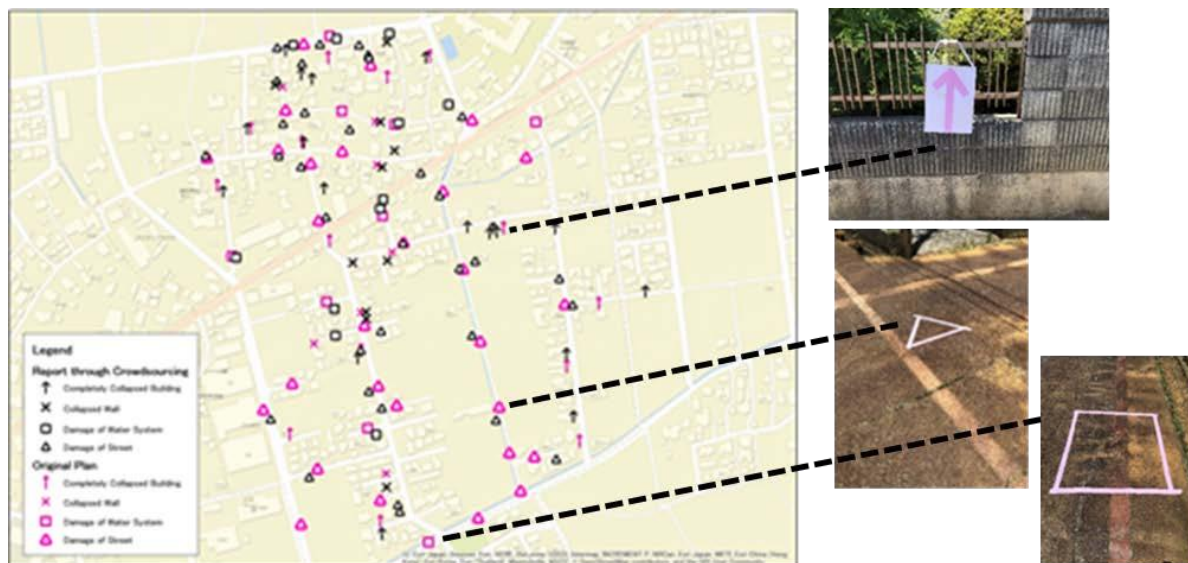 Legend
Report through Crowdsourcing
Completely Collapsed Building
Collapsed Wall
Damage of Water System
Damage of Street
Original Plan
Completely Collapsed Building
Collapsed Wall
Damage of Water System
Damage of Street